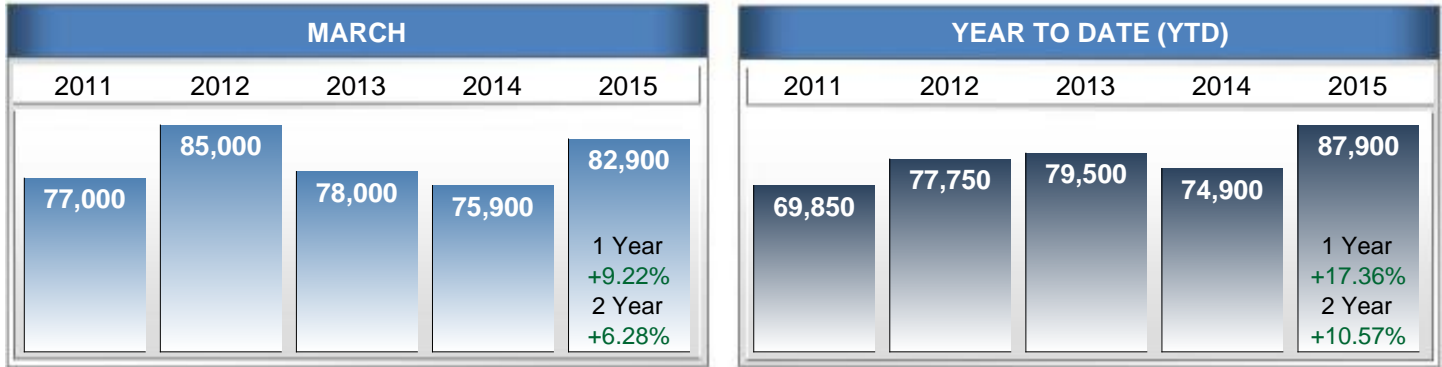 MARCH
2011 2012 2013 2014 2015
77,000 85,000 78,000 75,900 82,900
1 Year
+9.22%
2 Year
+6.28%
YEAR TO DATE (YTD)
2011 2012 2013 2014 2015
69,850 77,750 79,500 74,900 87,900
1 Year
+17.36%
2 Year
+10.57%